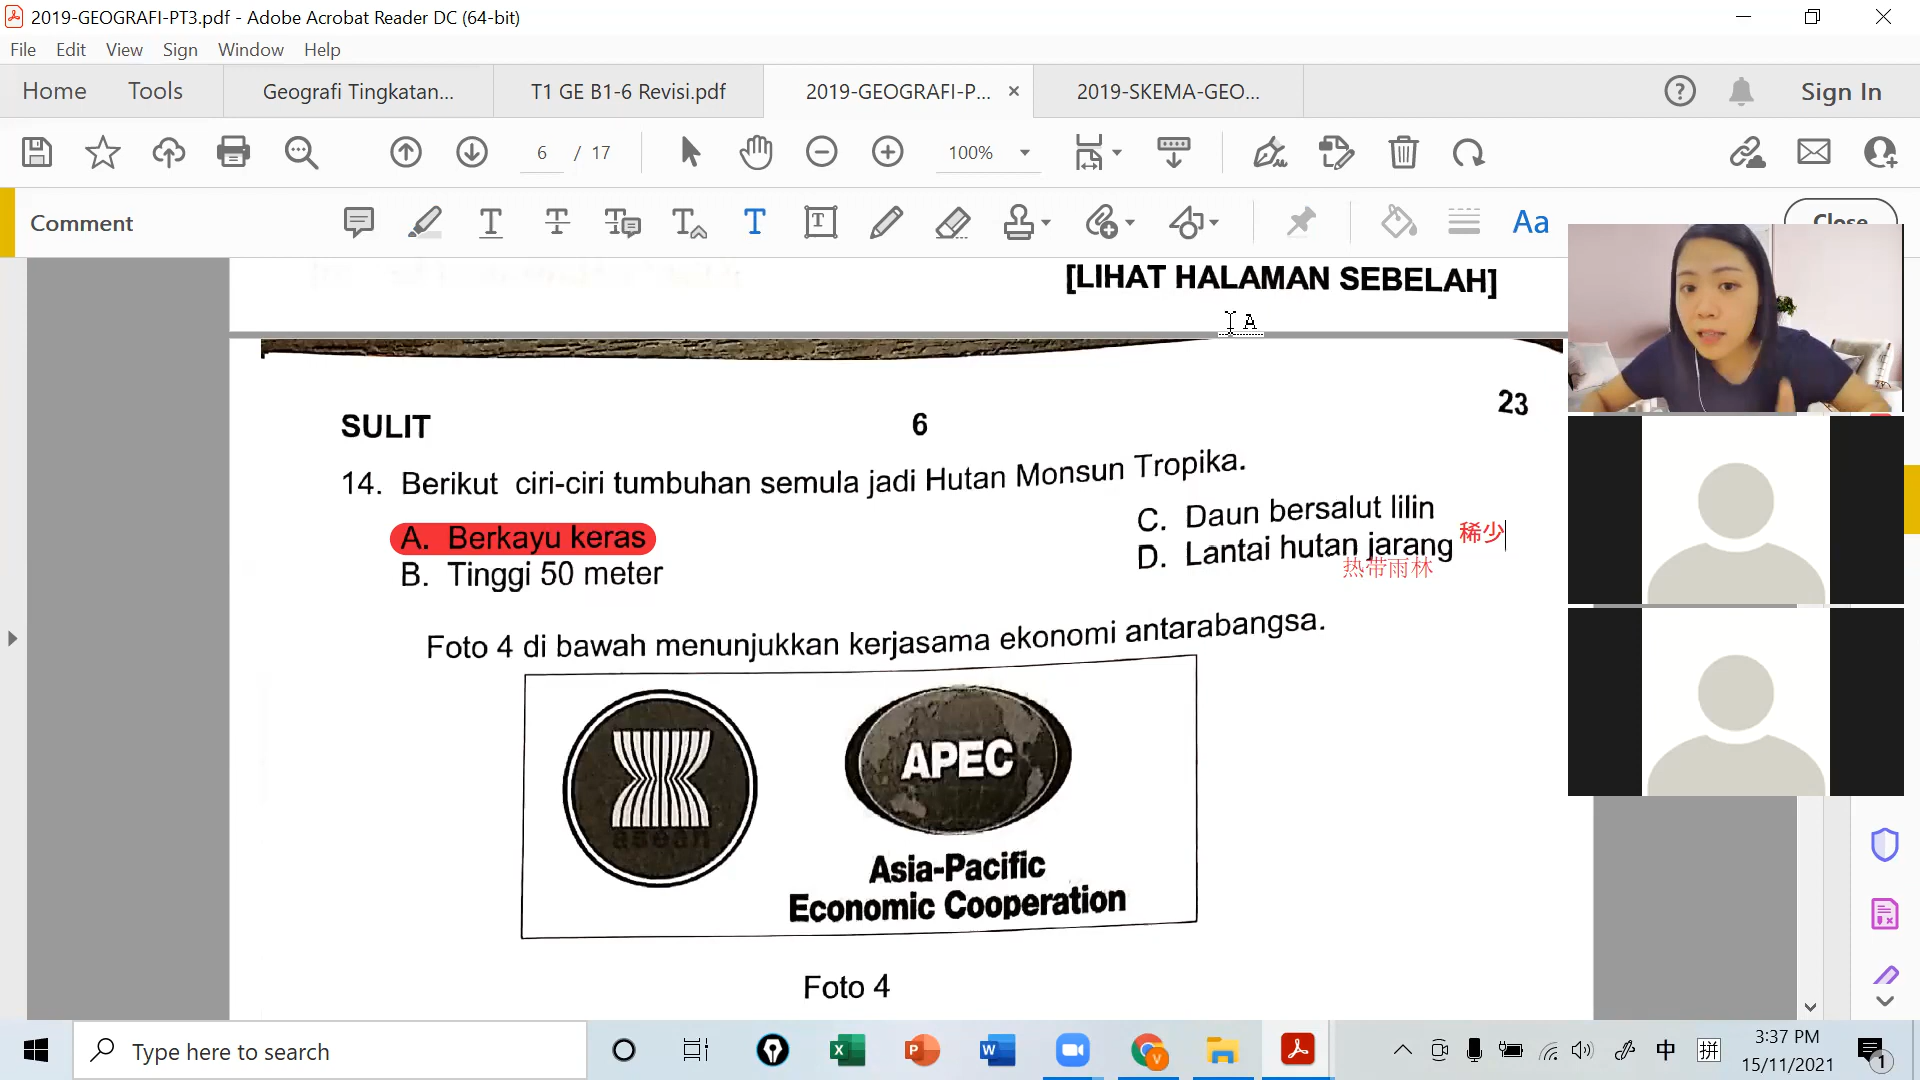 2019-GEOGRAFI-PT3.pdf - Adobe Acrobat Reader DC (64-bit)
File Edit View Sign Window Help
Home Tools Geografi Tingkatan... T1 GE B1-6 Revisi.pdf 2019-GEOGRAFI-P... × 2019-SKEMA-GEO... Sign In
6 / 17 100%
Comment Aa Close
[LIHAT HALAMAN SEBELAH]
23
SULIT 6
14. Berikut ciri-ciri tumbuhan semula jadi Hutan Monsun Tropika.
A. Berkayu keras
B. Tinggi 50 meter
C. Daun bersalut lilin
D. Lantai hutan jarang 稀少
热带雨林
Foto 4 di bawah menunjukkan kerjasama ekonomi antarabangsa.
asean
APEC
Asia-Pacific
Economic Cooperation
Foto 4
Type here to search
中 拼 3:37 PM
15/11/2021 1